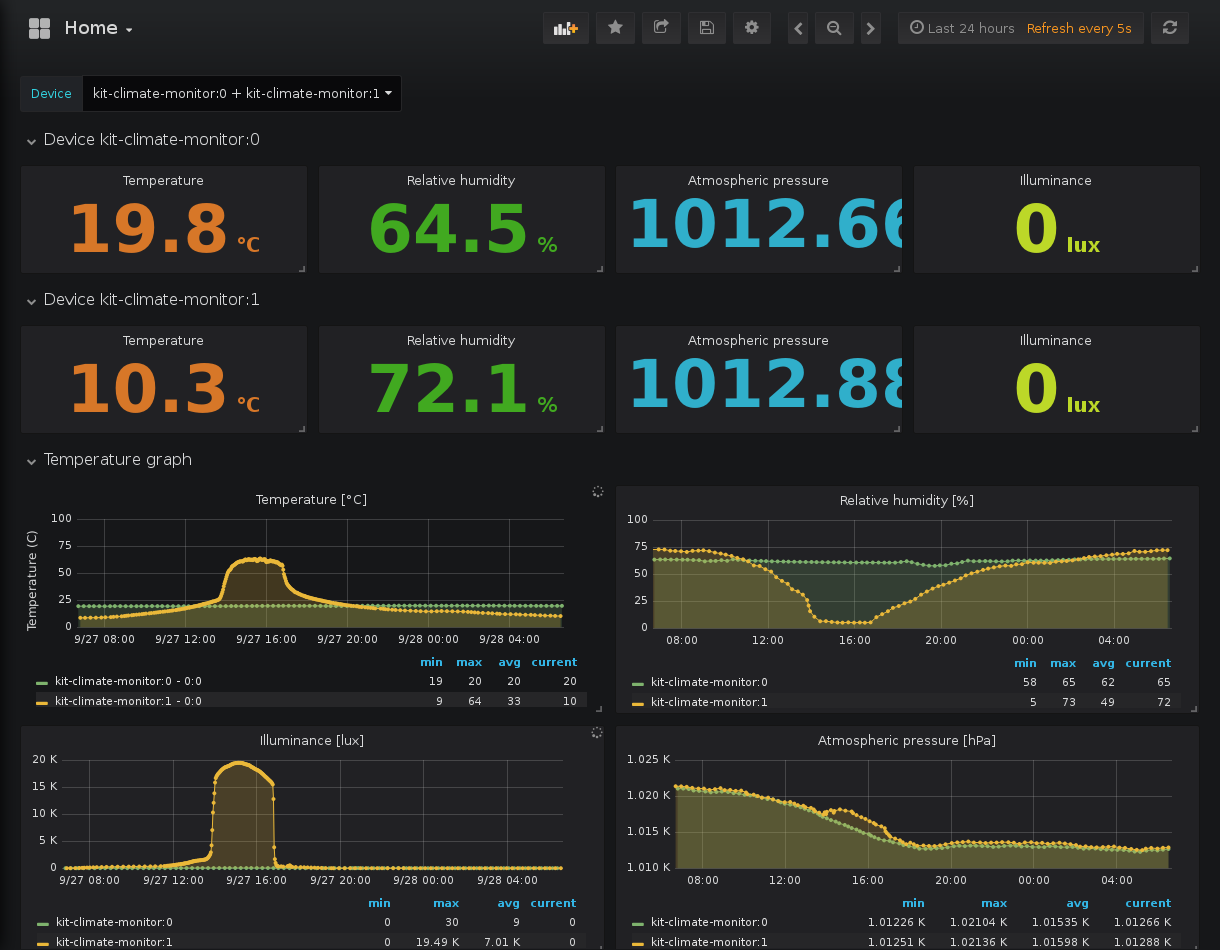 Home
Last 24 hours Refresh every 5s
Device kit-climate-monitor:0 + kit-climate-monitor:1
Device kit-climate-monitor:0
Temperature Relative humidity Atmospheric pressure Illuminance
19.8 °C 64.5 % 1012.66 0 lux
Device kit-climate-monitor:1
Temperature Relative humidity Atmospheric pressure Illuminance
10.3 °C 72.1 % 1012.88 0 lux
Temperature graph
Temperature [°C]
Temperature (C)
100
75
50
25
0
9/27 08:00 9/27 12:00 9/27 16:00 9/27 20:00 9/28 00:00 9/28 04:00
min max avg current
kit-climate-monitor:0 - 0:0 19 20 20 20
kit-climate-monitor:1 - 0:0 9 64 33 10
Relative humidity [%]
100
75
50
25
0
08:00 12:00 16:00 20:00 00:00 04:00
min max avg current
kit-climate-monitor:0 58 65 62 65
kit-climate-monitor:1 5 73 49 72
Illuminance [lux]
20 K
15 K
10 K
5 K
0
9/27 08:00 9/27 12:00 9/27 16:00 9/27 20:00 9/28 00:00 9/28 04:00
min max avg current
kit-climate-monitor:0 0 30 9 0
kit-climate-monitor:1 0 19.49 K 7.01 K 0
Atmospheric pressure [hPa]
1.025 K
1.020 K
1.015 K
1.010 K
08:00 12:00 16:00 20:00 00:00 04:00
min max avg current
kit-climate-monitor:0 1.01226 K 1.02104 K 1.01535 K 1.01266 K
kit-climate-monitor:1 1.01251 K 1.02136 K 1.01598 K 1.01288 K